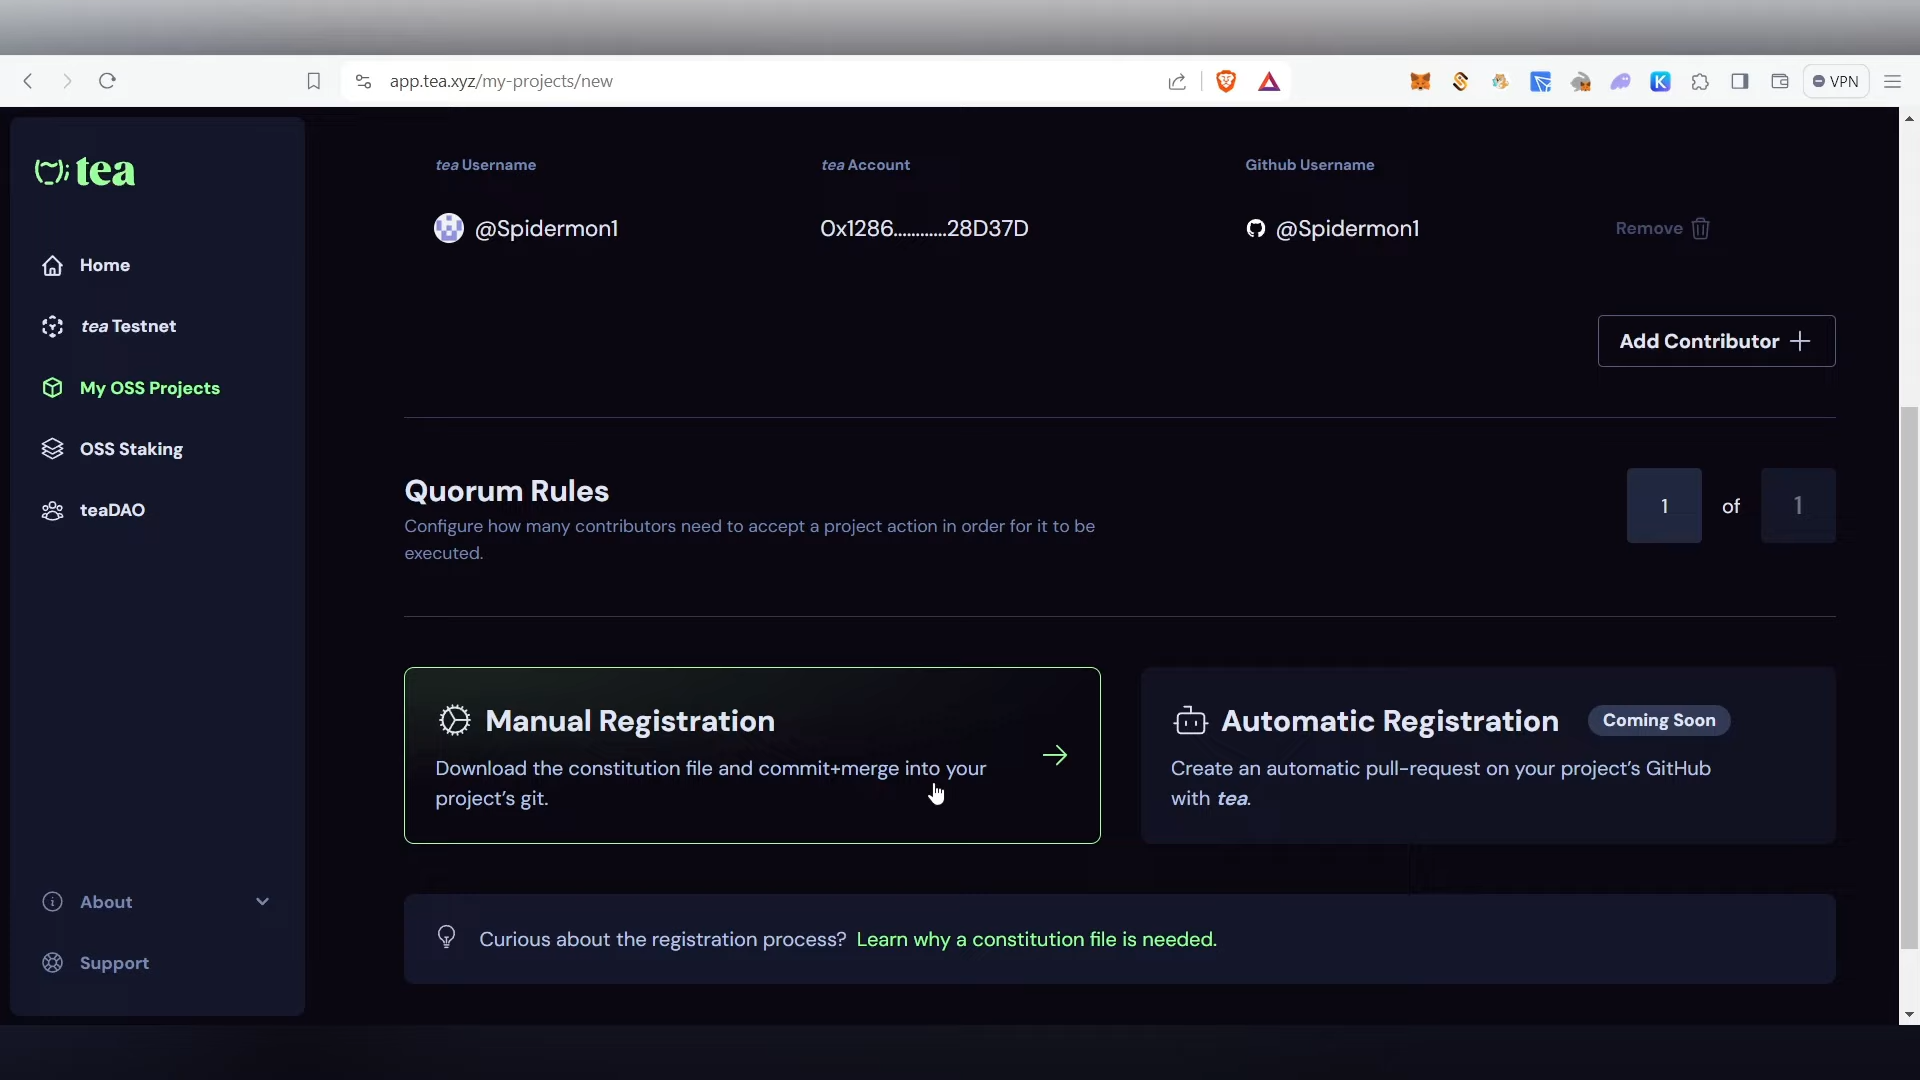 app.tea.xyz/my-projects/new
VPN
tea
Home
tea Testnet
My OSS Projects
OSS Staking
teaDAO
About
Support
tea Username
tea Account
Github Username
@Spidermon1
0x1286............28D37D
@Spidermon1
Remove
Add Contributor
Quorum Rules
Configure how many contributors need to accept a project action in order for it to be
executed.
1 of 1
Manual Registration
Download the constitution file and commit+merge into your
project's git.
Automatic Registration
Coming Soon
Create an automatic pull-request on your project's GitHub
with tea.
Curious about the registration process? Learn why a constitution file is needed.